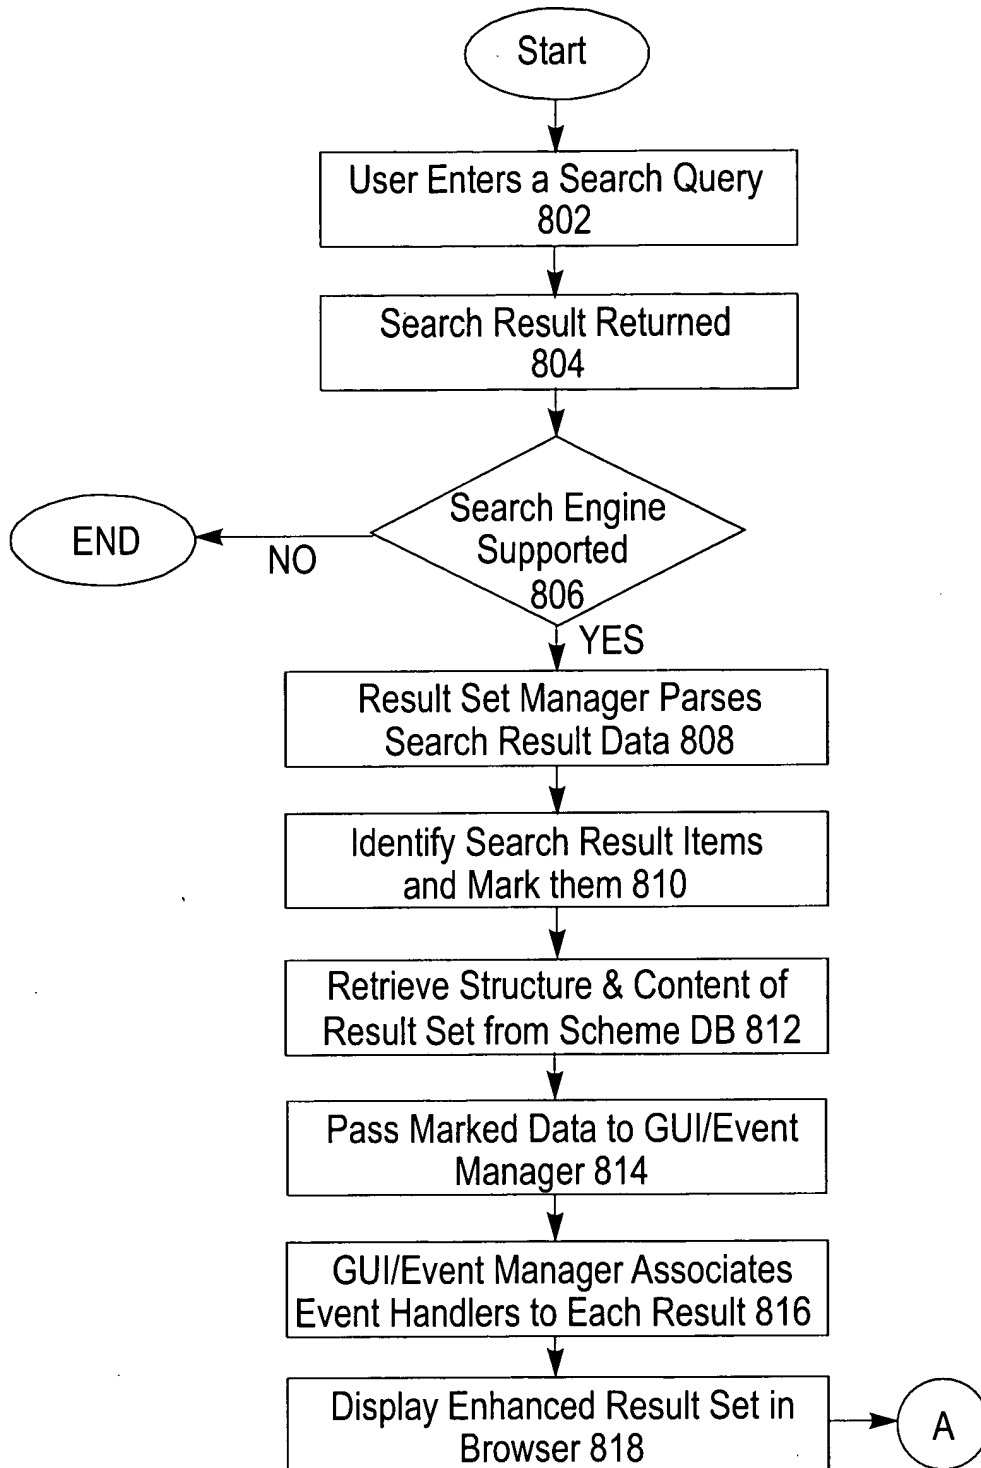 Start
User Enters a Search Query
802
Search Result Returned
804
Search Engine
Supported
806
END
NO
YES
Result Set Manager Parses
Search Result Data 808
Identify Search Result Items
and Mark them 810
Retrieve Structure & Content of
Result Set from Scheme DB 812
Pass Marked Data to GUI/Event
Manager 814
GUI/Event Manager Associates
Event Handlers to Each Result 816
Display Enhanced Result Set in
Browser 818
A